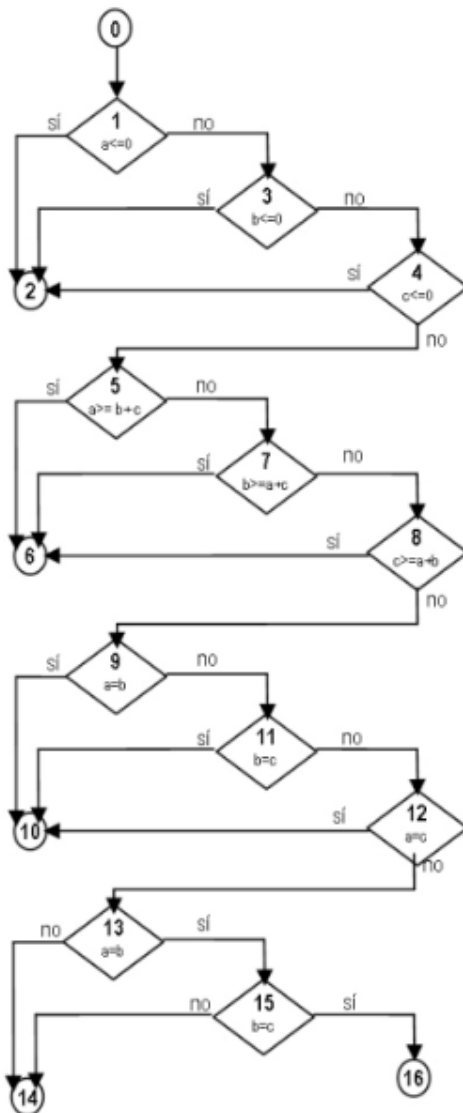 0
1
a<=0
sí
no
3
b<=0
sí
no
4
c<=0
sí
2
no
5
a>= b+c
sí
no
7
b>=a+c
sí
no
8
c>=a+b
sí
6
no
9
a=b
sí
no
11
b=c
sí
no
12
a=c
sí
10
no
13
a=b
no
sí
15
b=c
no
sí
16
14